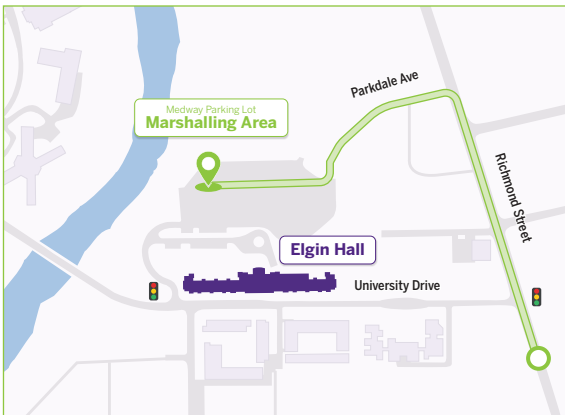 Parkdale Ave
Medway Parking Lot
Marshalling Area
Richmond Street
Elgin Hall
University Drive